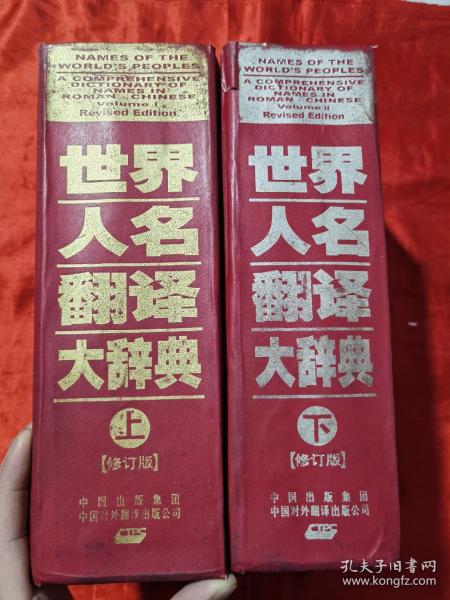 NAMES OF THE
WORLD'S PEOPLES
A COMPREHENSIVE
DICTIONARY OF
NAMES IN
ROMAN-CHINESE
Volume I
Revised Edition
世界
人名
翻译
大辞典
上
【修订版】
中国出版集团
中国对外翻译出版公司
CTPC
NAMES OF THE
WORLD'S PEOPLES
A COMPREHENSIVE
DICTIONARY OF
NAMES IN
ROMAN-CHINESE
Volume II
Revised Edition
世界
人名
翻译
大辞典
下
【修订版】
中国出版集团
中国对外翻译出版公司
CTPC
孔夫子旧书网
book.kongfz.com